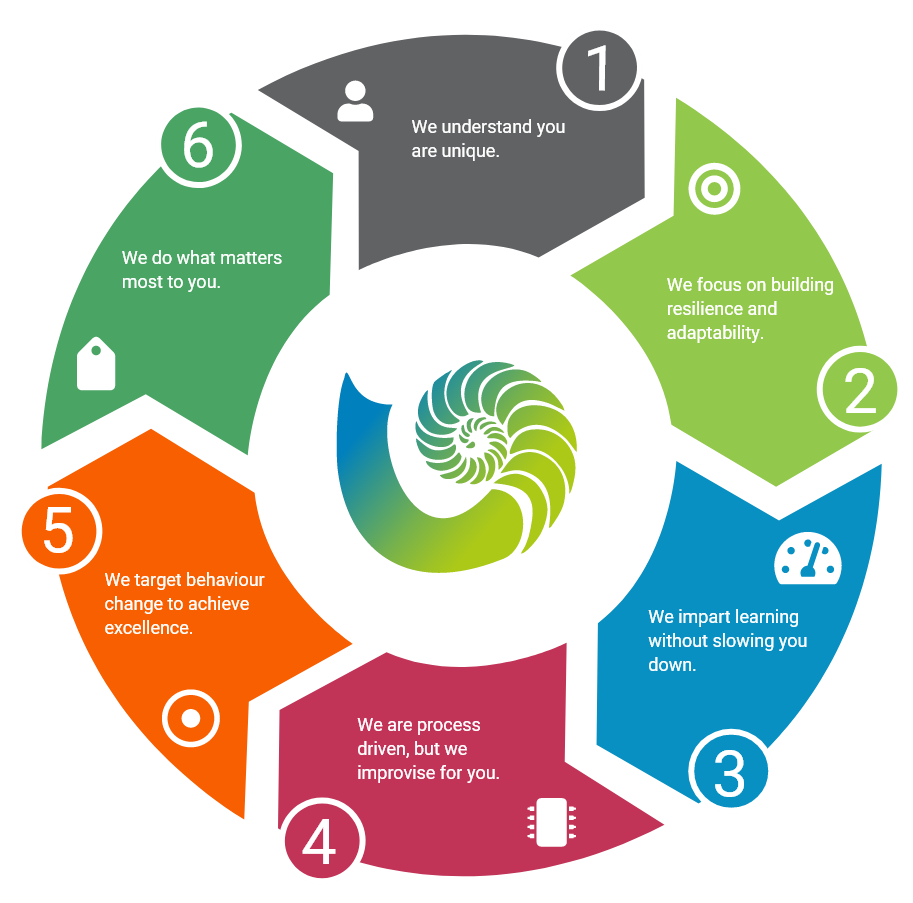 1
We understand you
are unique.
2
We focus on building
resilience and
adaptability.
3
We impart learning
without slowing you
down.
4
We are process
driven, but we
improvise for you.
5
We target behaviour
change to achieve
excellence.
6
We do what matters
most to you.